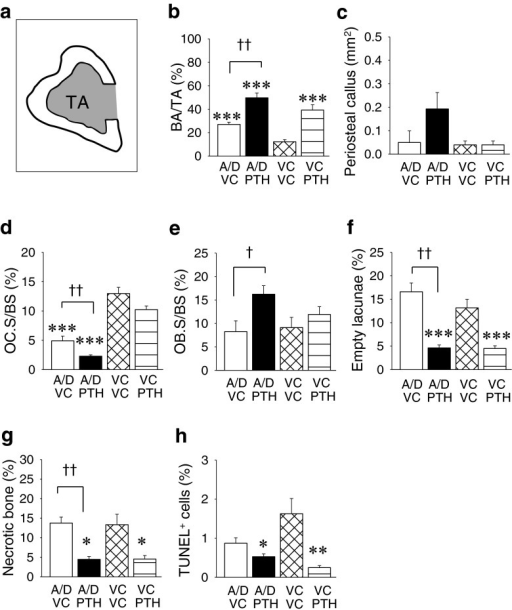 a
TA
b
BA/TA (%)
100
80
60
40
20
0
***
††
***
***
A/D VC
A/D PTH
VC VC
VC PTH
c
Periosteal callus (mm²)
0.5
0.4
0.3
0.2
0.1
0.0
A/D VC
A/D PTH
VC VC
VC PTH
d
OC.S/BS (%)
20
15
10
5
0
††
***
***
A/D VC
A/D PTH
VC VC
VC PTH
e
OB.S/BS (%)
25
20
15
10
5
0
†
A/D VC
A/D PTH
VC VC
VC PTH
f
Empty lacunae (%)
25
20
15
10
5
0
††
***
***
A/D VC
A/D PTH
VC VC
VC PTH
g
Necrotic bone (%)
30
25
20
15
10
5
0
††
*
*
A/D VC
A/D PTH
VC VC
VC PTH
h
TUNEL⁺ cells (%)
3
2
1
0
*
**
A/D VC
A/D PTH
VC VC
VC PTH